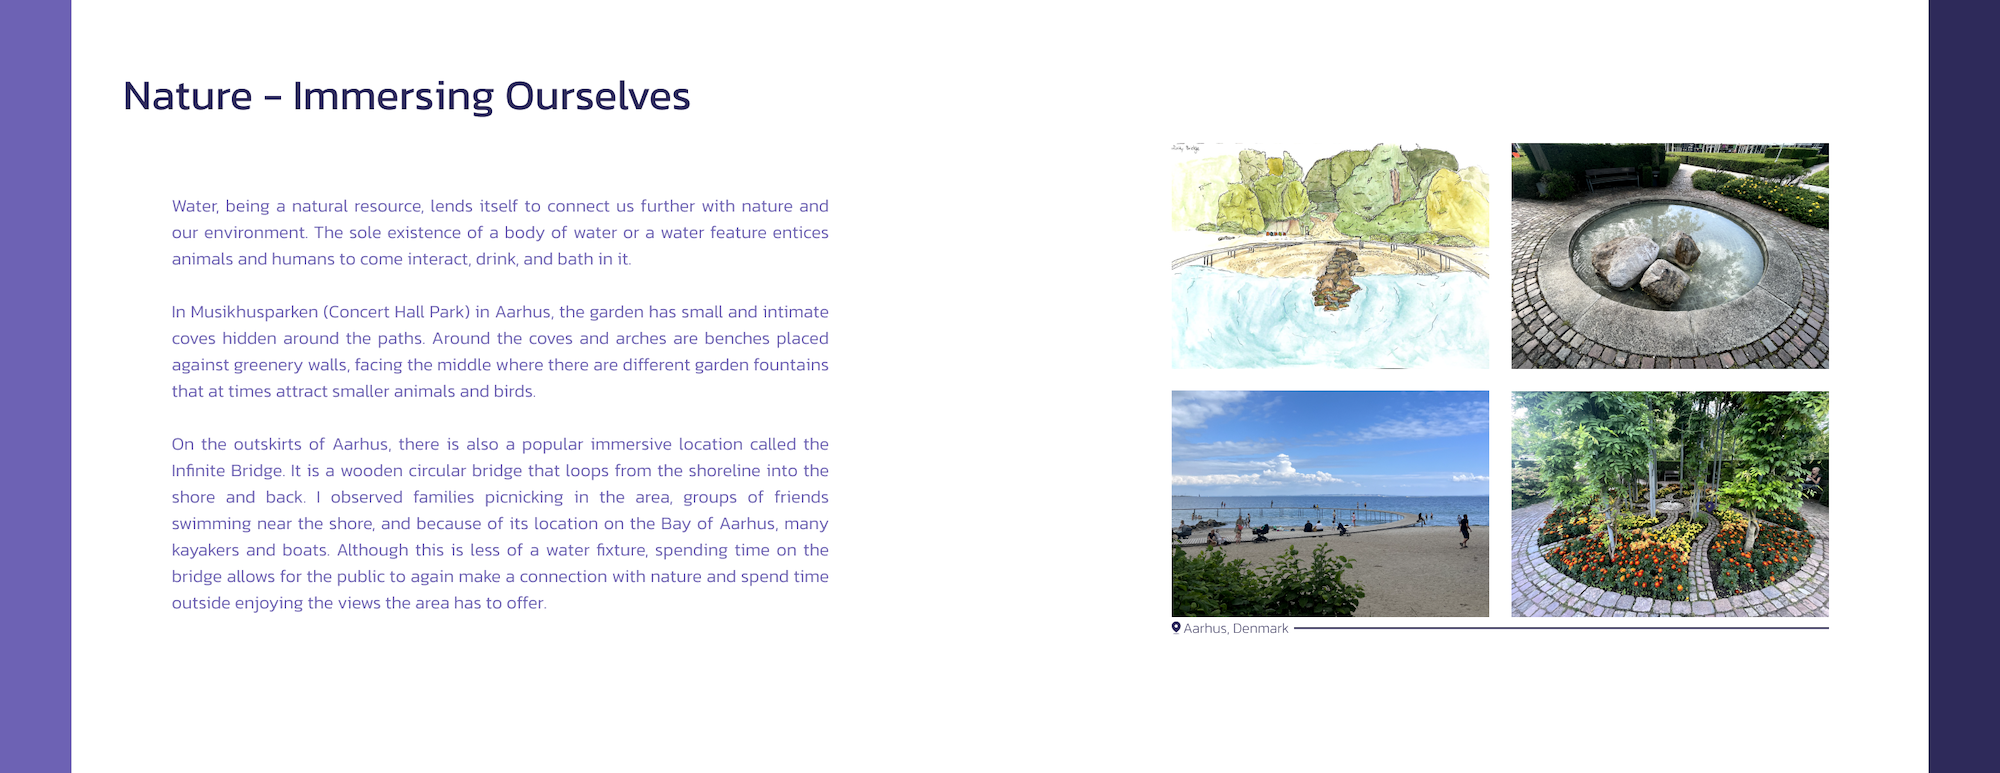 Nature - Immersing Ourselves
Water, being a natural resource, lends itself to connect us further with nature and
our environment. The sole existence of a body of water or a water feature entices
animals and humans to come interact, drink, and bath in it.
In Musikhusparken (Concert Hall Park) in Aarhus, the garden has small and intimate
coves hidden around the paths. Around the coves and arches are benches placed
against greenery walls, facing the middle where there are different garden fountains
that at times attract smaller animals and birds.
On the outskirts of Aarhus, there is also a popular immersive location called the
Infinite Bridge. It is a wooden circular bridge that loops from the shoreline into the
shore and back. I observed families picnicking in the area, groups of friends
swimming near the shore, and because of its location on the Bay of Aarhus, many
kayakers and boats. Although this is less of a water fixture, spending time on the
bridge allows for the public to again make a connection with nature and spend time
outside enjoying the views the area has to offer.
Bridge
Aarhus, Denmark